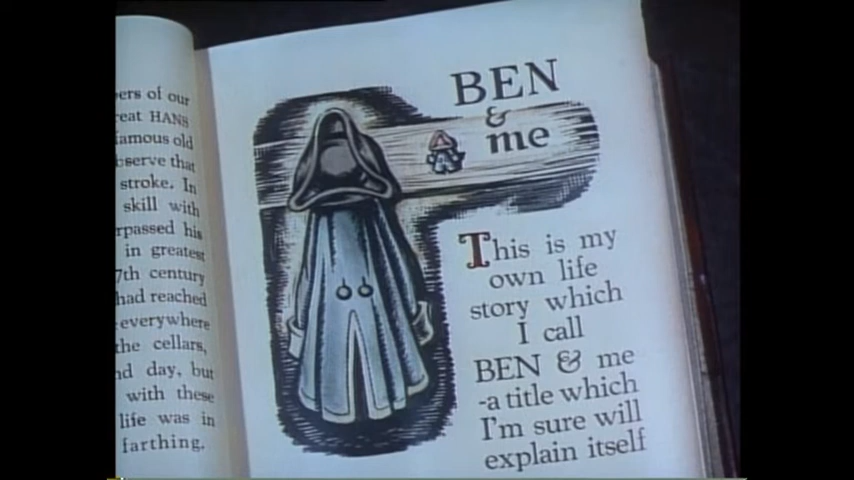 ers of our
reat HANS
famous old
bserve that
stroke. In
skill with
rpassed his
in greatest
7th century
had reached
everywhere
the cellars,
nd day, but
with these
life was in
farthing.
BEN
&
me
This is my
own life
story which
I call
BEN & me
-a title which
I'm sure will
explain itself